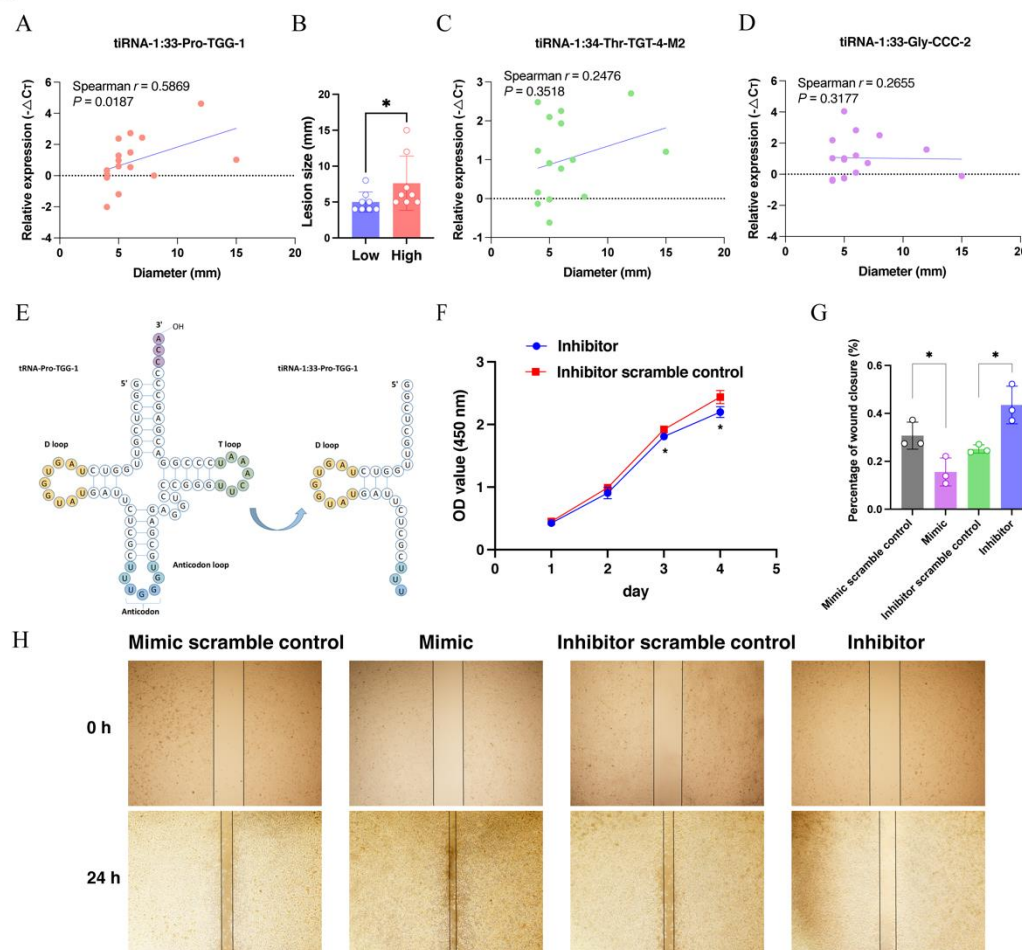 A
tiRNA-1:33-Pro-TGG-1
Spearman r = 0.5869
P = 0.0187
Relative expression (-△CT)
6
4
2
0
-2
-4
0 5 10 15 20
Diameter (mm)
B
*
Lesion size (mm)
20
15
10
5
0
Low High
C
tiRNA-1:34-Thr-TGT-4-M2
Spearman r = 0.2476
P = 0.3518
Relative expression (-△CT)
3
2
1
0
-1
0 5 10 15 20
Diameter (mm)
D
tiRNA-1:33-Gly-CCC-2
Spearman r = 0.2655
P = 0.3177
Relative expression (-△CT)
6
4
2
0
-2
-4
0 5 10 15 20
Diameter (mm)
E
tRNA-Pro-TGG-1
3'
OH
5'
D loop
T loop
Anticodon loop
Anticodon
tiRNA-1:33-Pro-TGG-1
5'
D loop
F
Inhibitor
Inhibitor scramble control
OD value (450 nm)
3
2
1
0
* *
0 1 2 3 4 5
day
G
* *
Percentage of wound closure (%)
0.6
0.4
0.2
0.0
Mimic scramble control
Mimic
Inhibitor scramble control
Inhibitor
H
Mimic scramble control Mimic Inhibitor scramble control Inhibitor
0 h
24 h